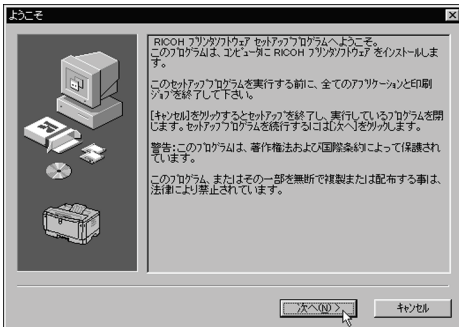 ようこそ
RICOH プリンタソフトウェア セットアッププログラムへようこそ。
このプログラムは、コンピュータに RICOH プリンタソフトウェア をインストールしま
す。
このセットアッププログラムを実行する前に、全てのアプリケーションと印刷
ジョブを終了して下さい。
[キャンセル]をクリックするとセットアップを終了し、実行しているプログラムを閉
じます。セットアッププログラムを続行するには[次へ]をクリックします。
警告:このプログラムは、著作権法および国際条約によって保護され
ています。
このプログラム、またはその一部を無断で複製または配布する事は、
法律により禁止されています。
次へ(N) >
キャンセル